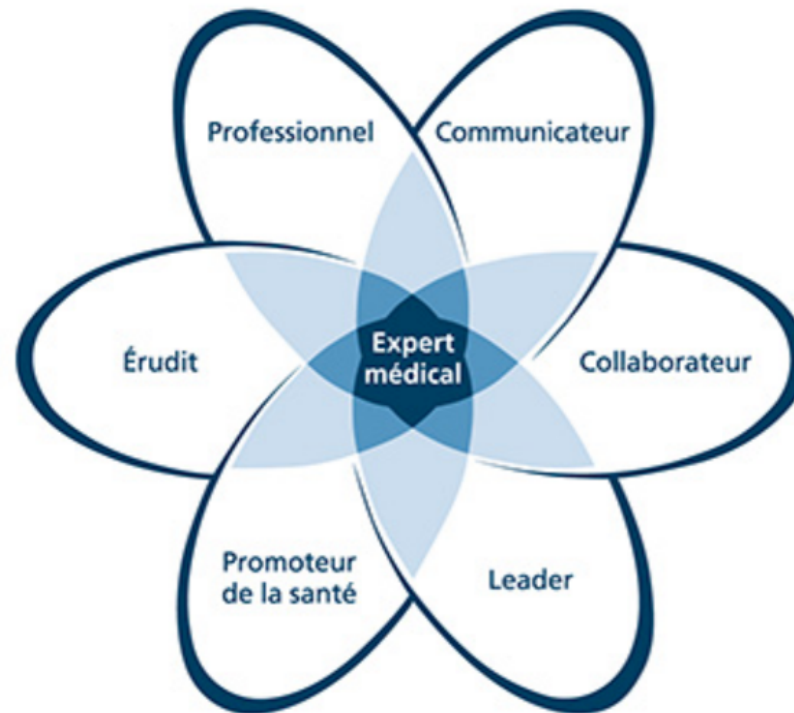 Professionnel
Communicateur
Érudit
Expert
médical
Collaborateur
Promoteur
de la santé
Leader